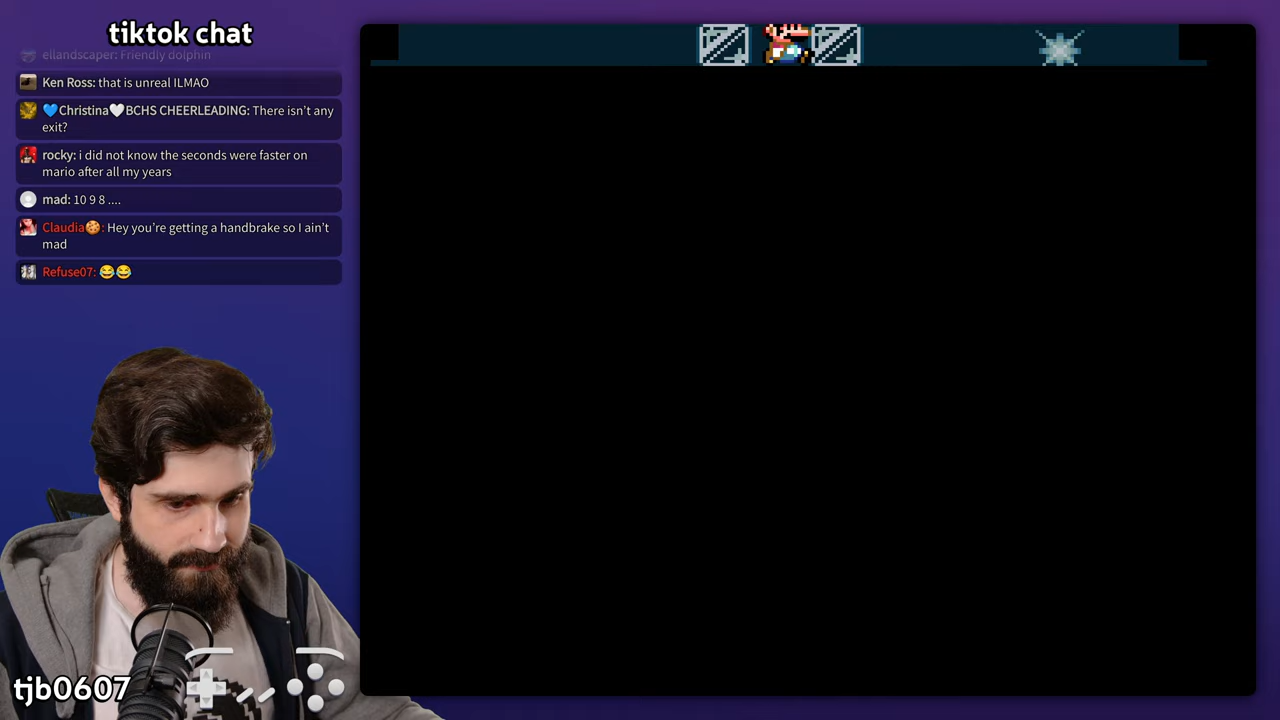 tiktok chat
eilandscaper: Friendly dolphin
Ken Ross: that is unreal ILMAO
💙Christina🤍BCHS CHEERLEADING: There isn't any
exit?
rocky: i did not know the seconds were faster on
mario after all my years
mad: 10 9 8 ....
Claudia🍪: Hey you're getting a handbrake so I ain't
mad
Refuse07: 😂😂
tjb0607